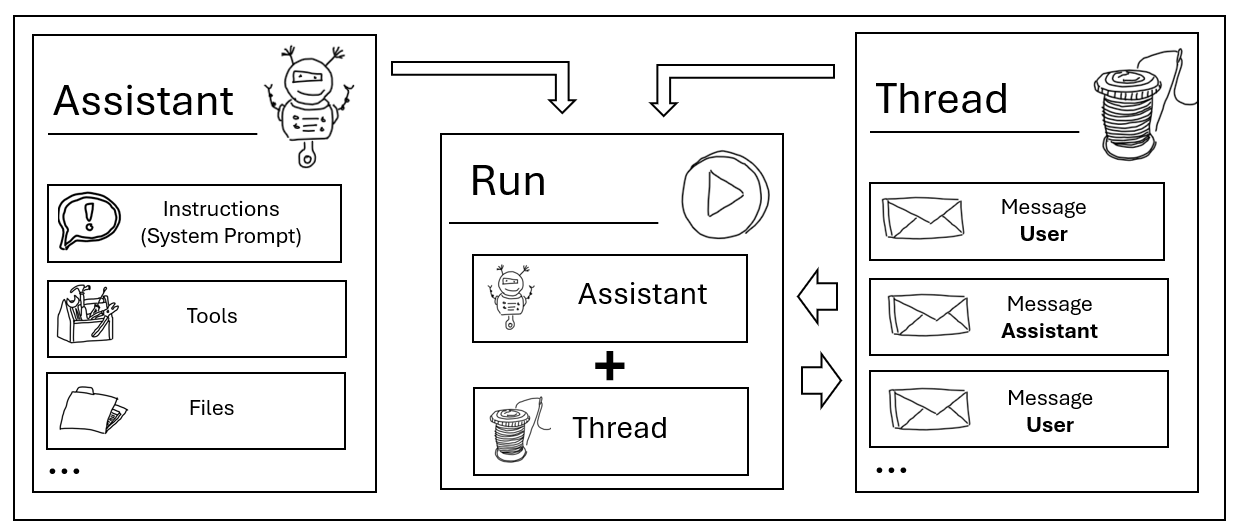 Assistant
Instructions
(System Prompt)
Tools
Files
...
Run
Assistant
+
Thread
Thread
Message
User
Message
Assistant
Message
User
...